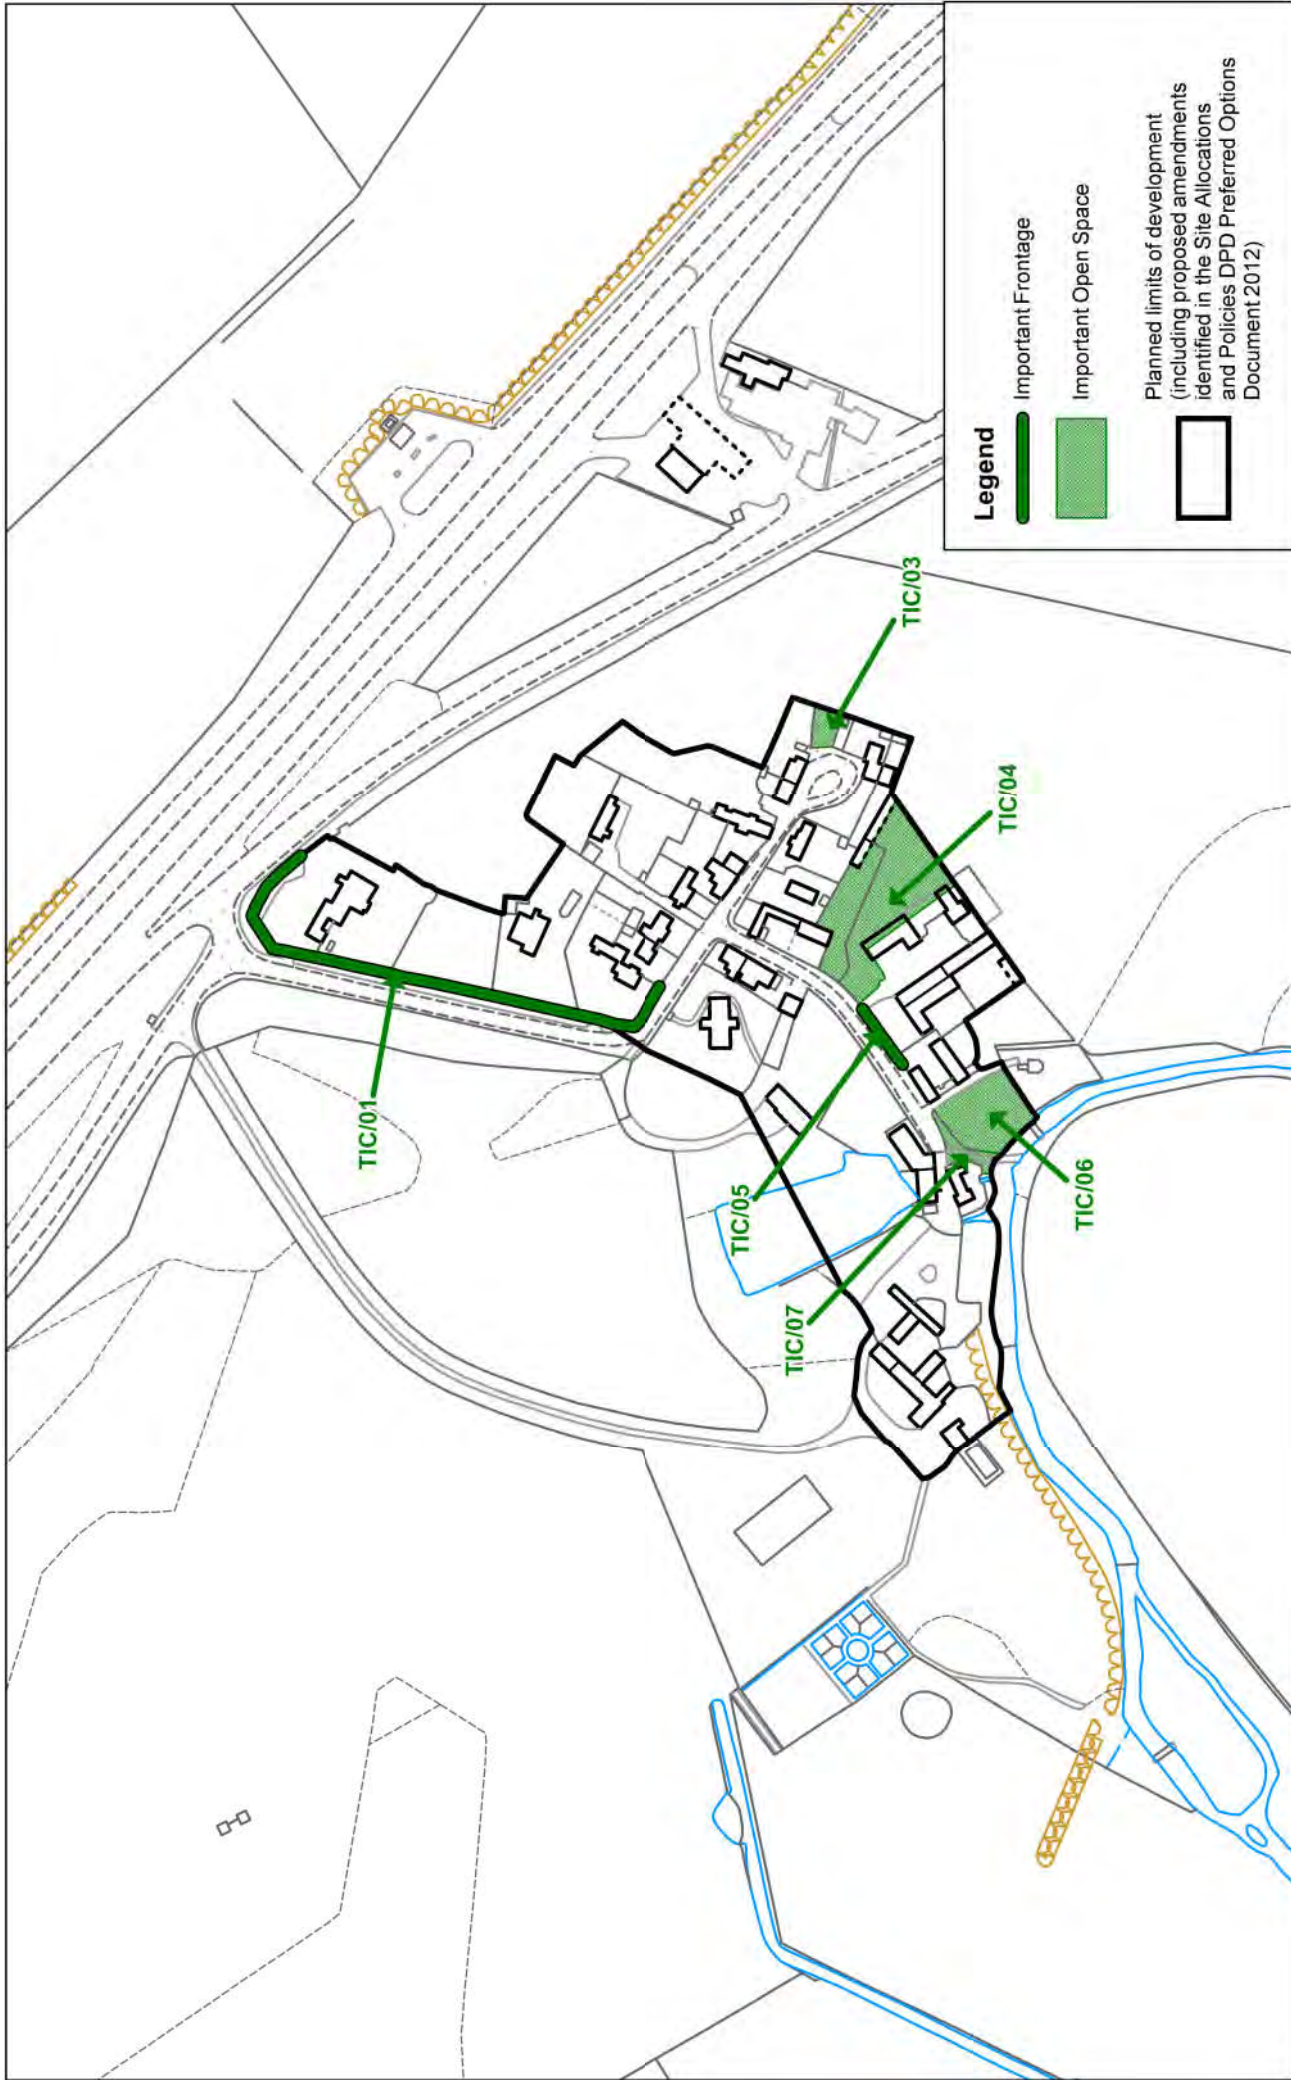 TIC/01
TIC/03
TIC/04
TIC/05
TIC/06
TIC/07
Legend
Important Frontage
Important Open Space
Planned limits of development
(including proposed amendments
identified in the Site Allocations
and Policies DPD Preferred Options
Document 2012)